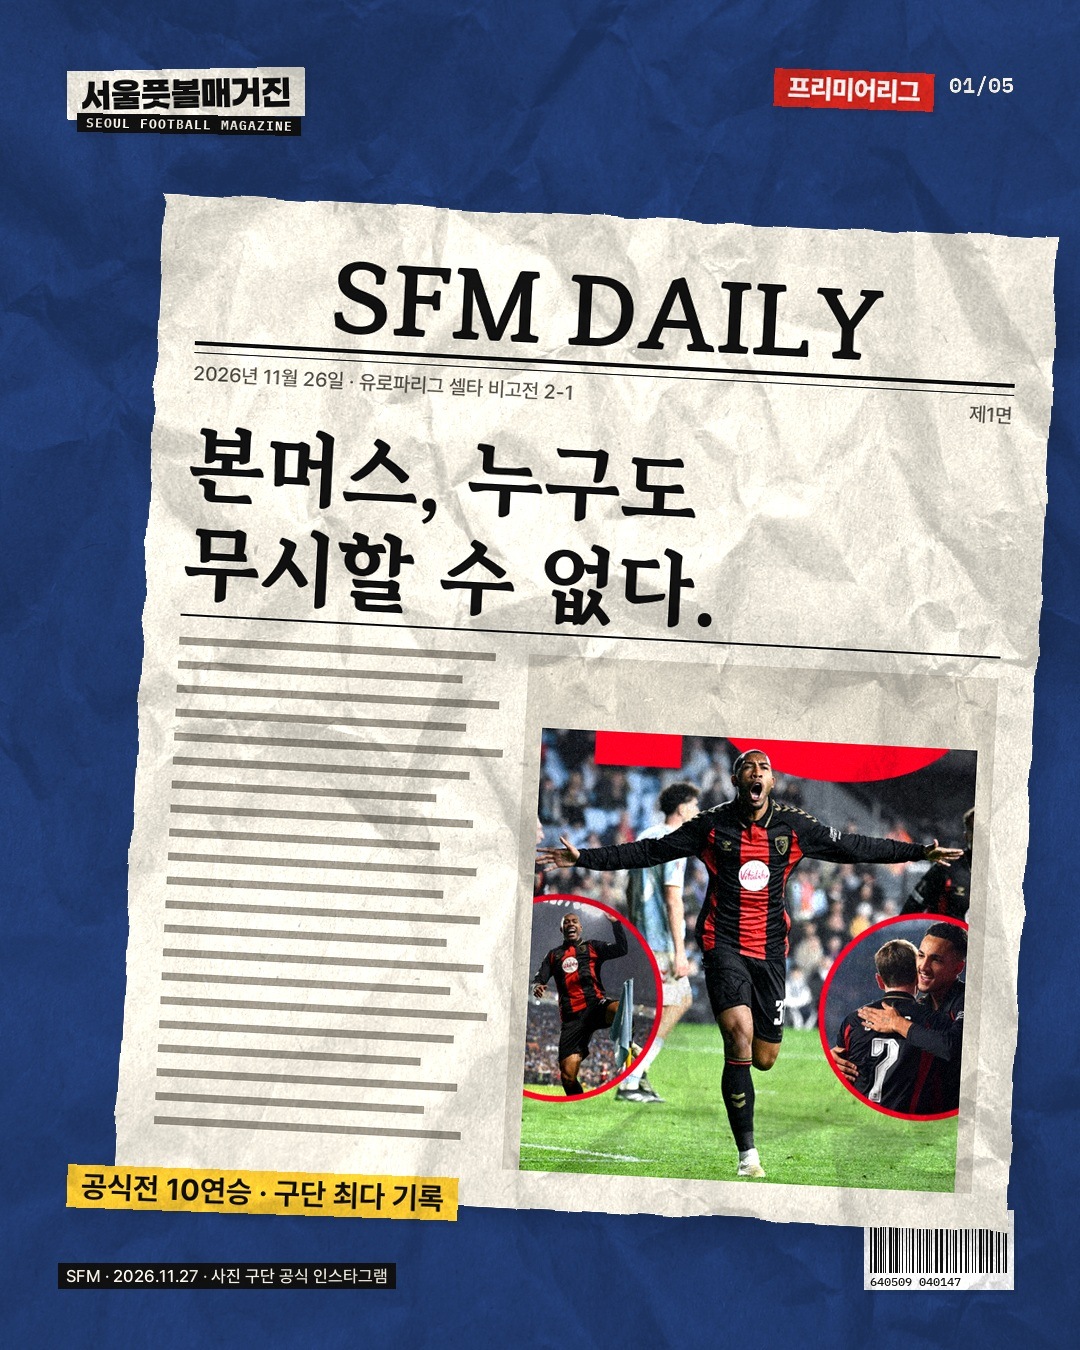 서울풋볼매거진
SEOUL FOOTBALL MAGAZINE
프리미어리그
01/05
SFM DAILY
2026년 11월 26일 · 유로파리그 셀타 비고전 2-1
제1면
본머스, 누구도
무시할 수 없다.
Vitality
3
7
공식전 10연승 · 구단 최다 기록
SFM · 2026.11.27 · 사진 구단 공식 인스타그램
640509 040147